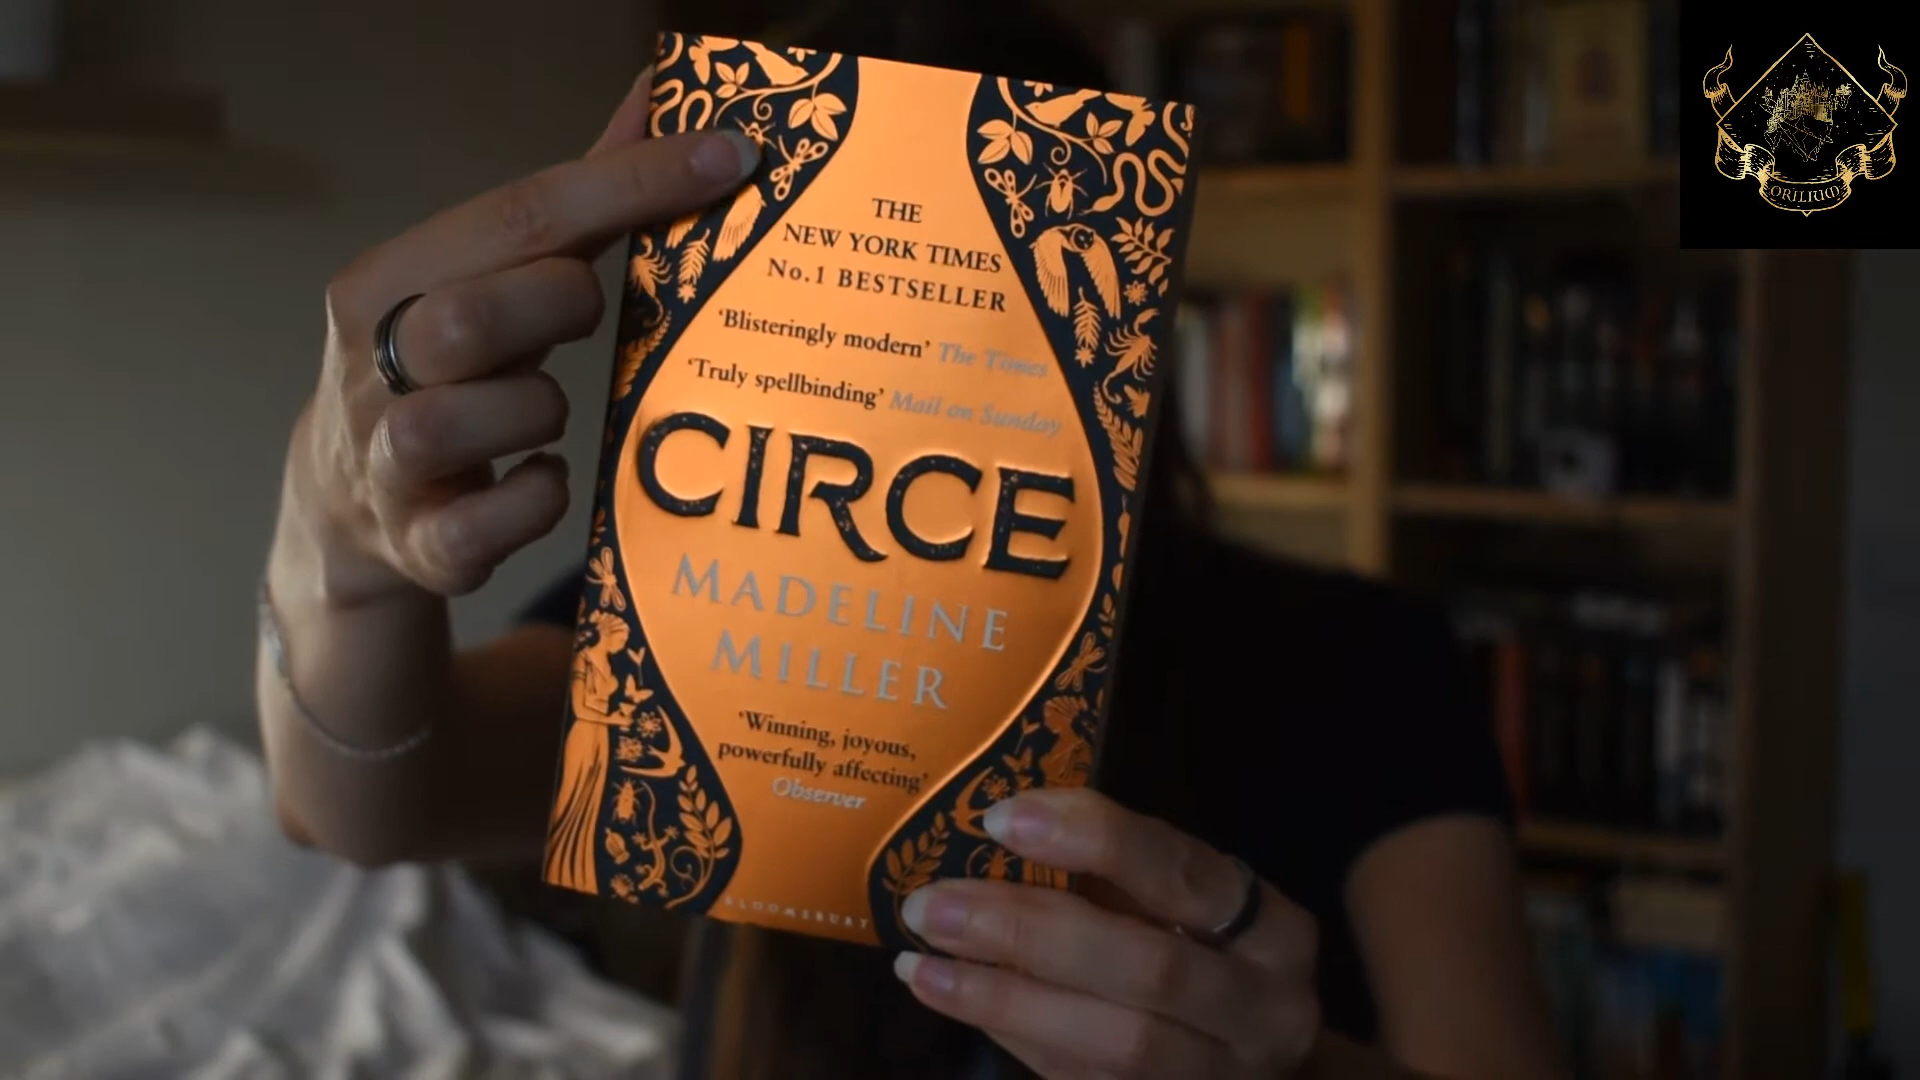 THE
NEW YORK TIMES
No.1 BESTSELLER
‘Blisteringly modern’ The Times
‘Truly spellbinding’ Mail on Sunday
CIRCE
MADELINE
MILLER
‘Winning, joyous,
powerfully affecting’
Observer
BLOOMSBURY
ORILIUM